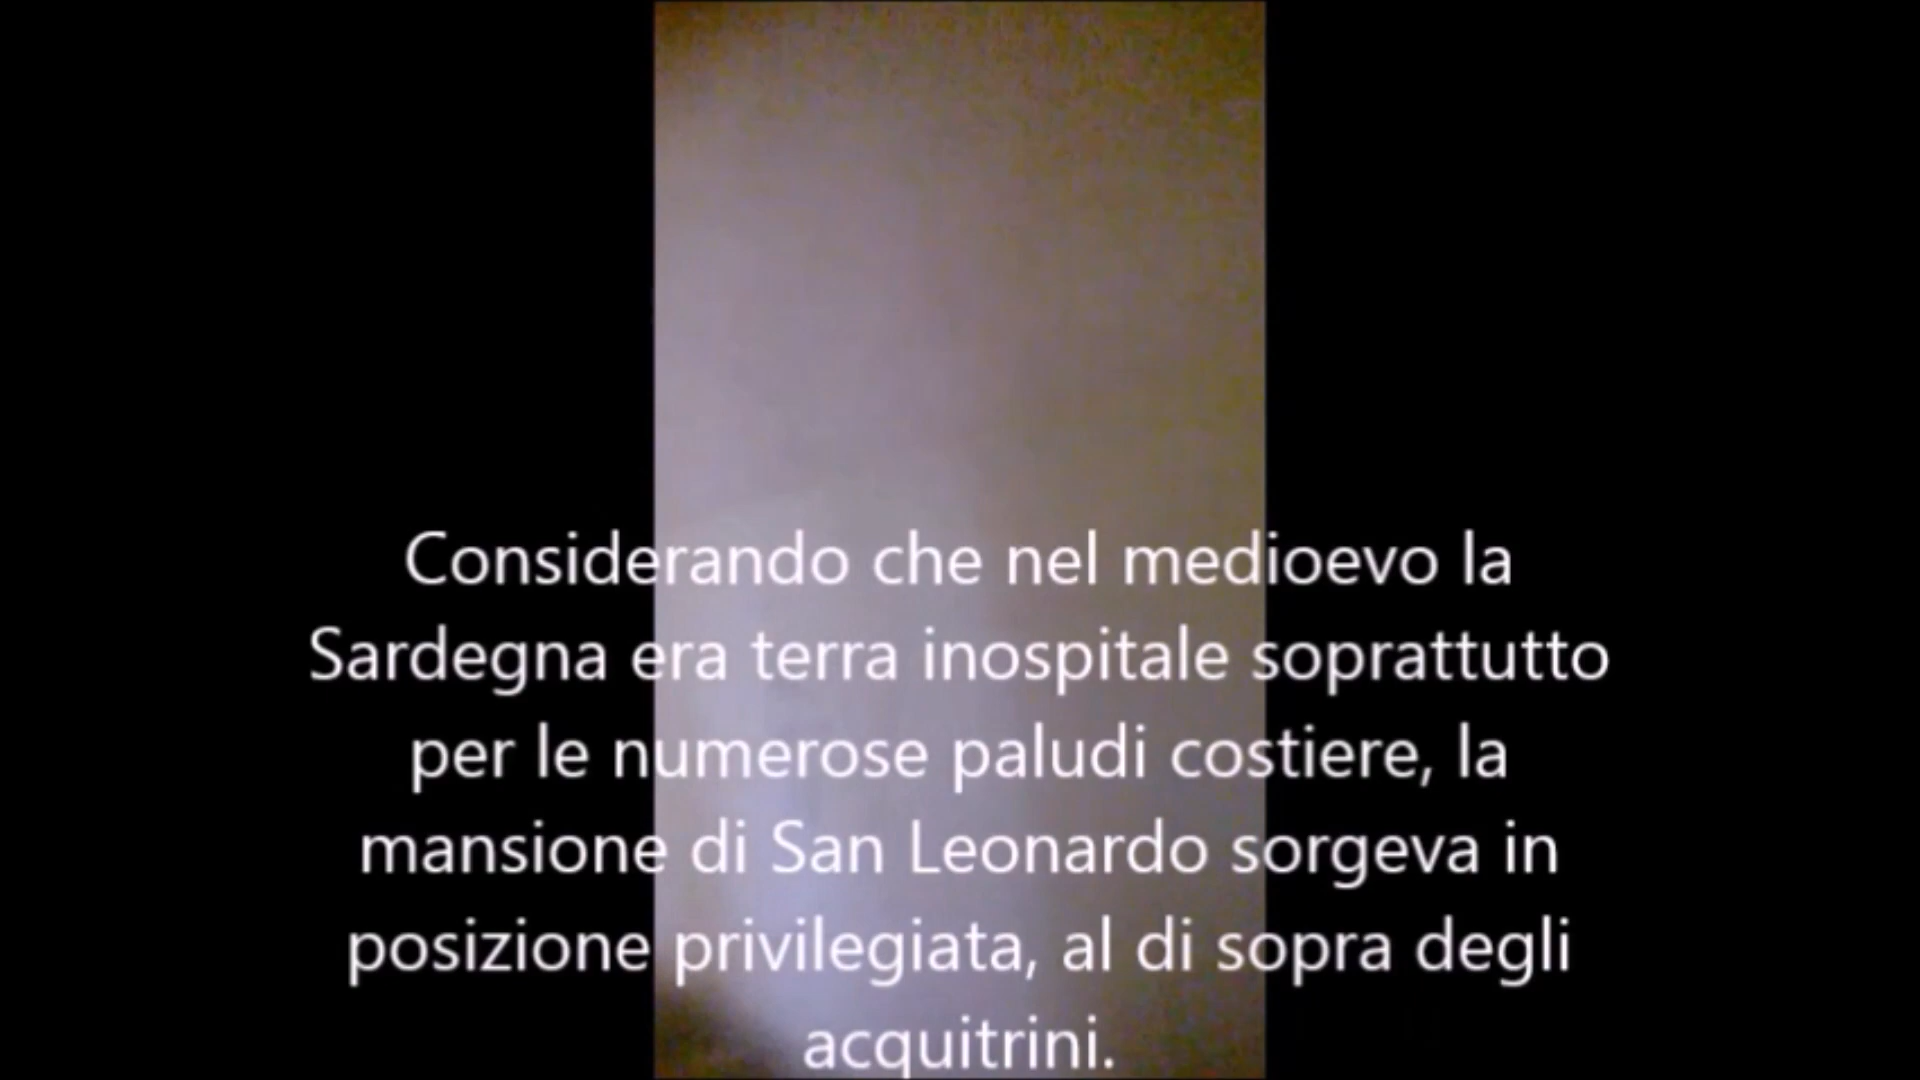 Considerando che nel medioevo la
Sardegna era terra inospitale soprattutto
per le numerose paludi costiere, la
mansione di San Leonardo sorgeva in
posizione privilegiata, al di sopra degli
acquitrini.